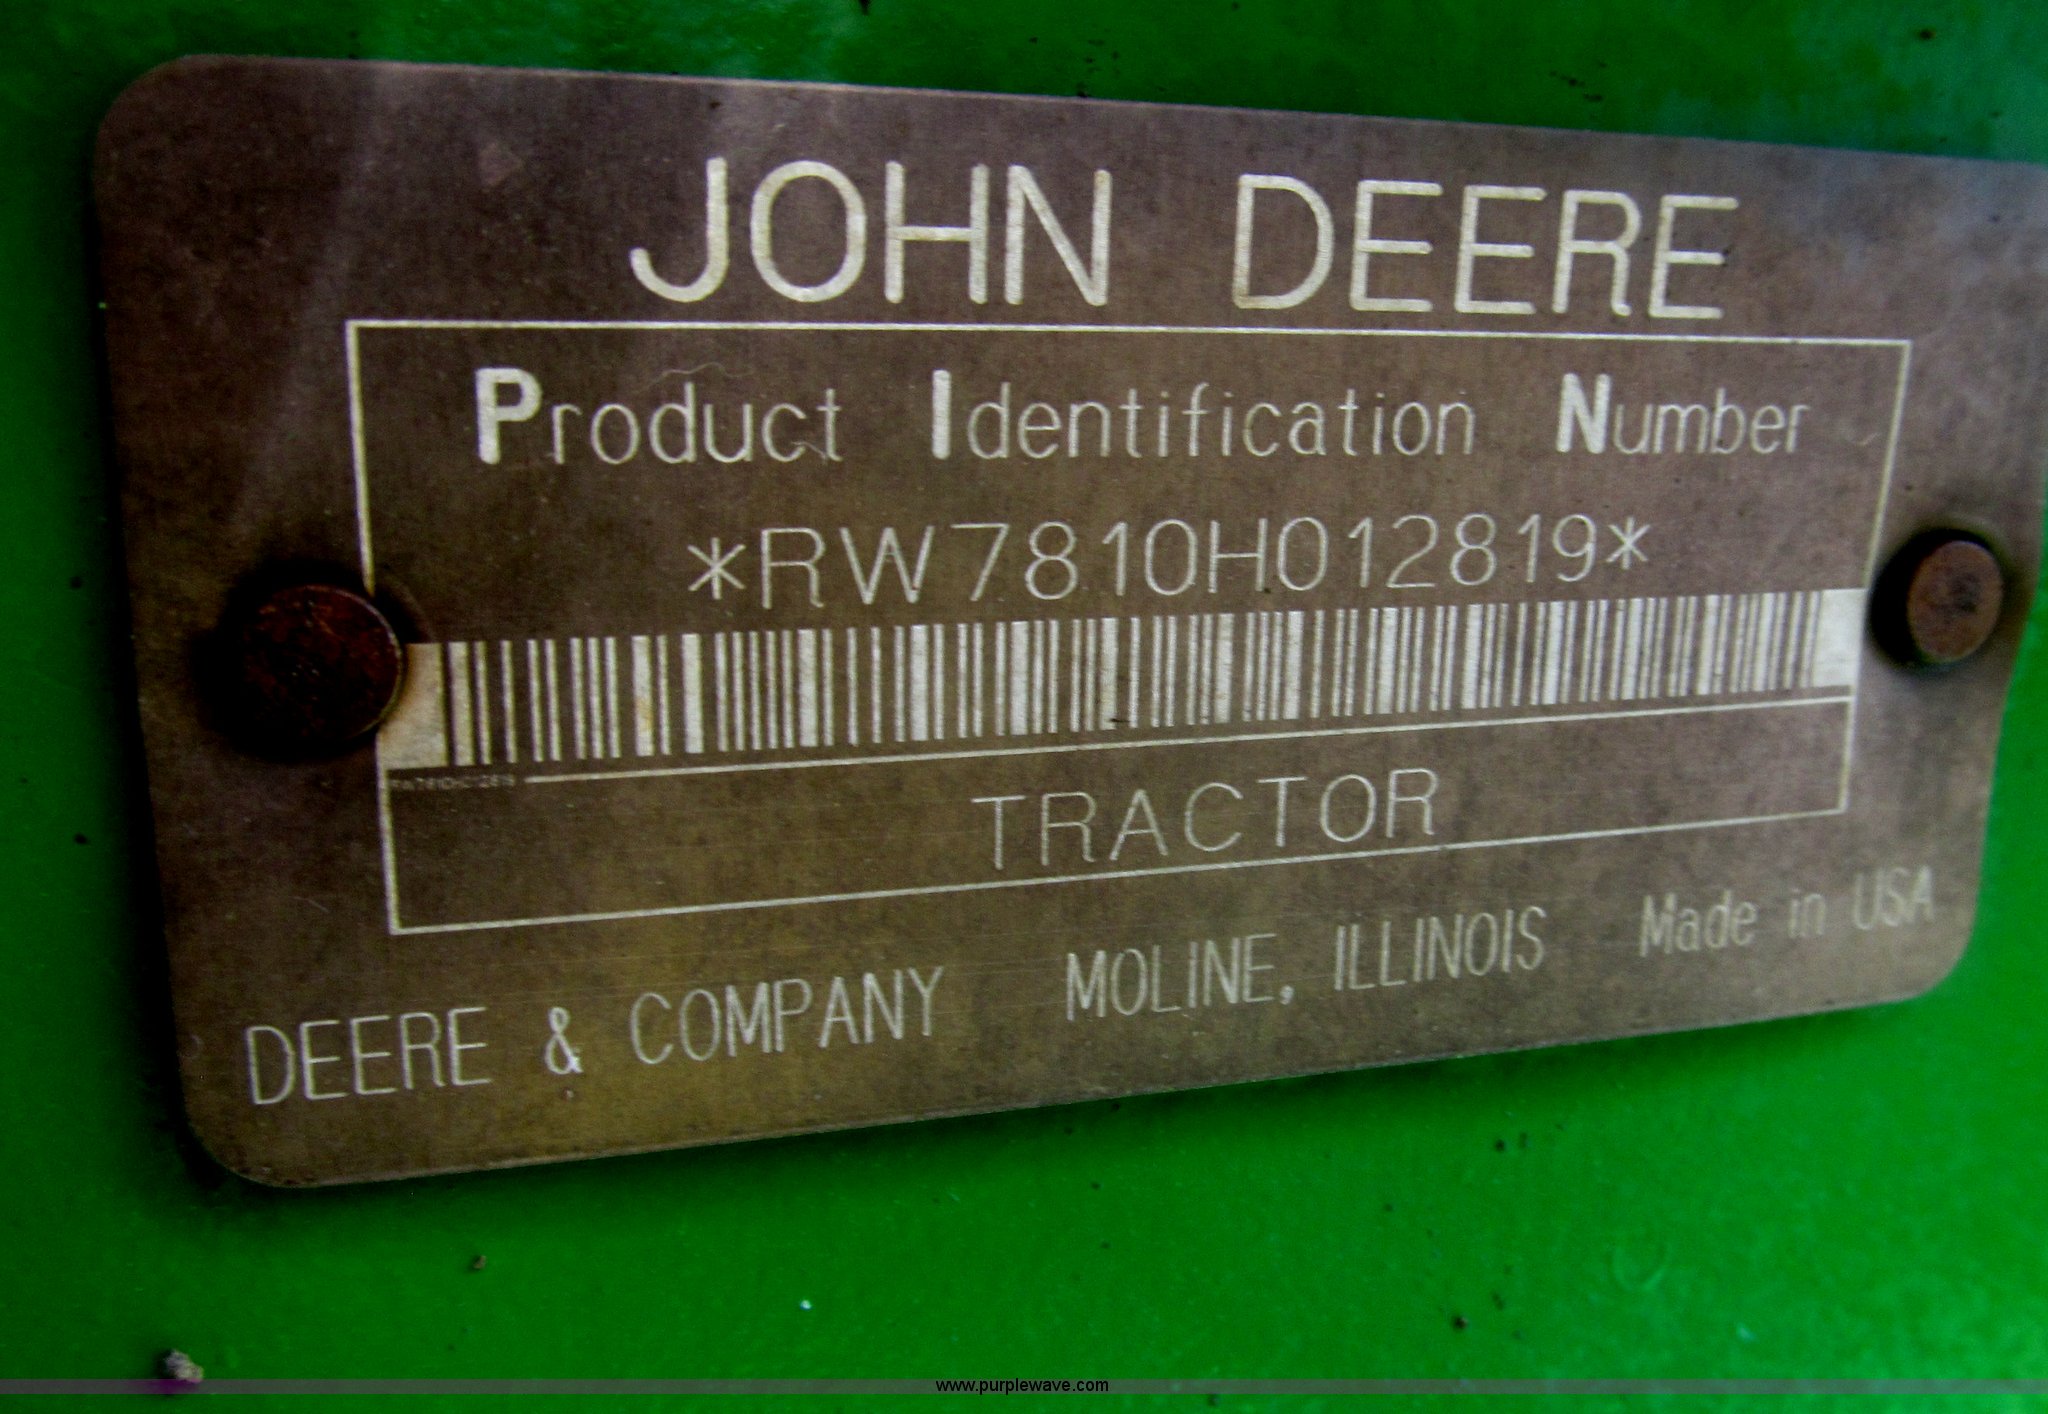 JOHN DEERE
Product Identification Number
*RW7810H012819*
TRACTOR
DEERE & COMPANY MOLINE, ILLINOIS Made in USA
www.purplewave.com